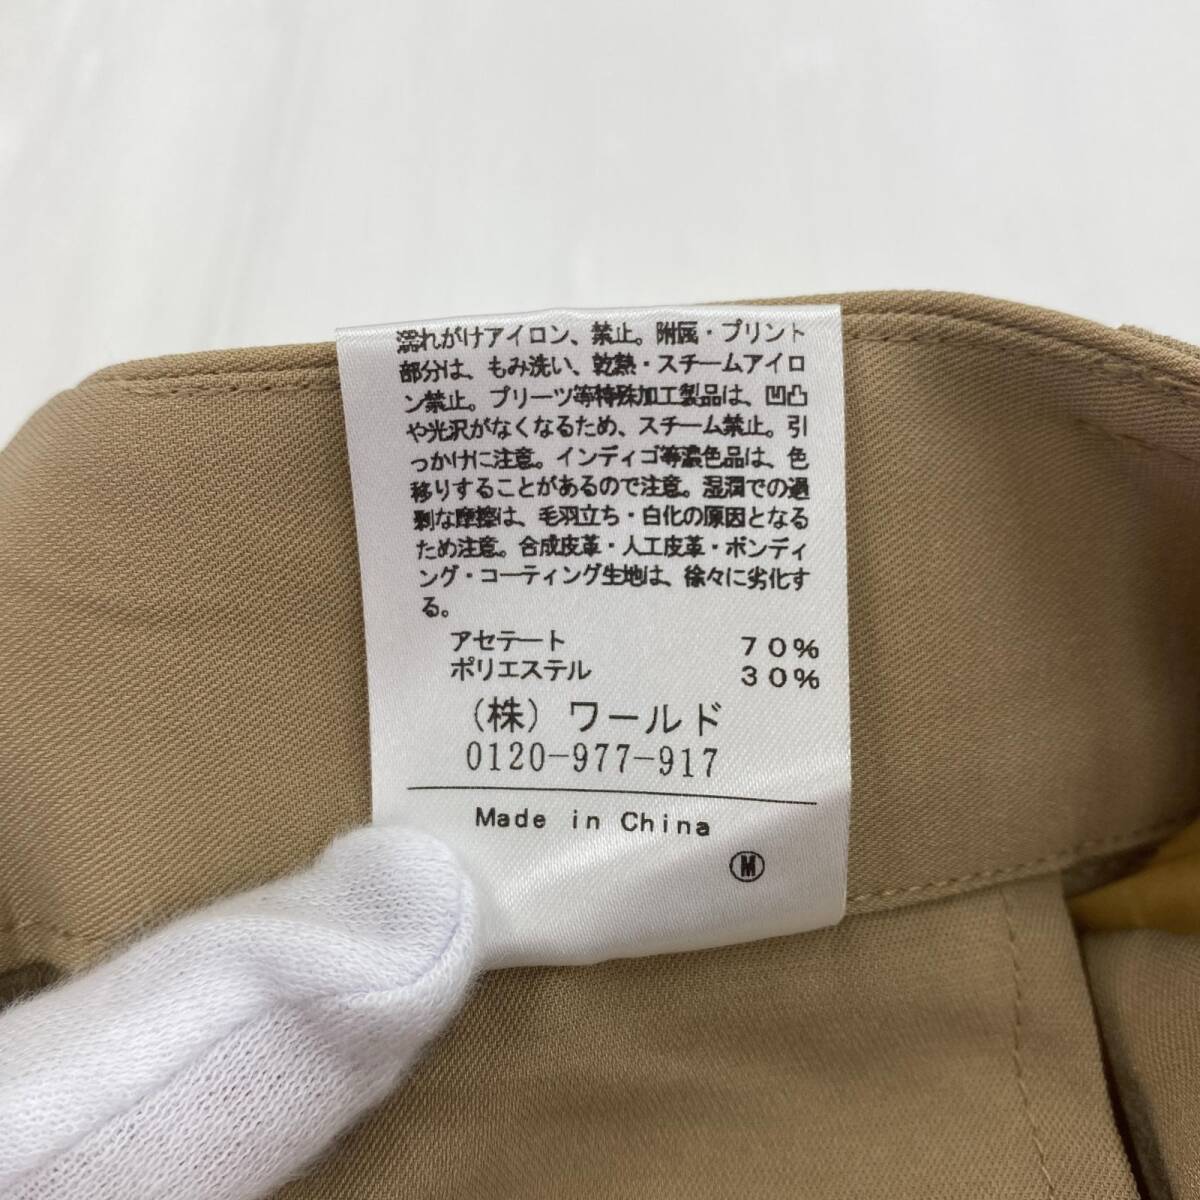 濡れがけアイロン、禁止。附属・プリント
部分は、もみ洗い、乾熱・スチームアイロ
ン禁止。プリーツ等特殊加工製品は、凹凸
や光沢がなくなるため、スチーム禁止。引
っかけに注意。インディゴ等濃色品は、色
移りすることがあるので注意。湿潤での過
剰な摩擦は、毛羽立ち・白化の原因となる
ため注意。合成皮革・人工皮革・ボンディ
ング・コーティング生地は、徐々に劣化す
る。
アセテート 70%
ポリエステル 30%
(株)ワールド
0120-977-917
Made in China
Ⓜ